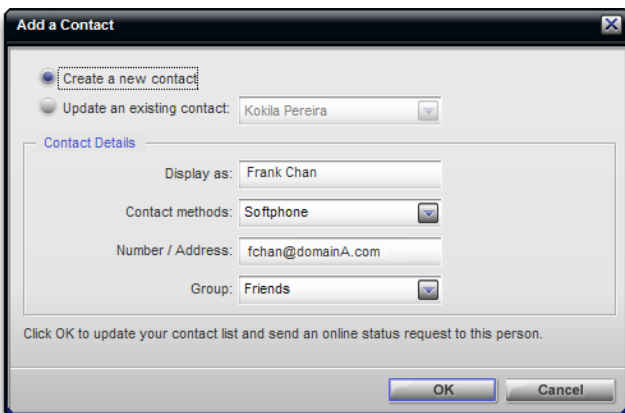 Add a Contact
Create a new contact
Update an existing contact: Kokila Pereira
Contact Details
Display as: Frank Chan
Contact methods: Softphone
Number / Address: fchan@domainA.com
Group: Friends
Click OK to update your contact list and send an online status request to this person.
OK Cancel